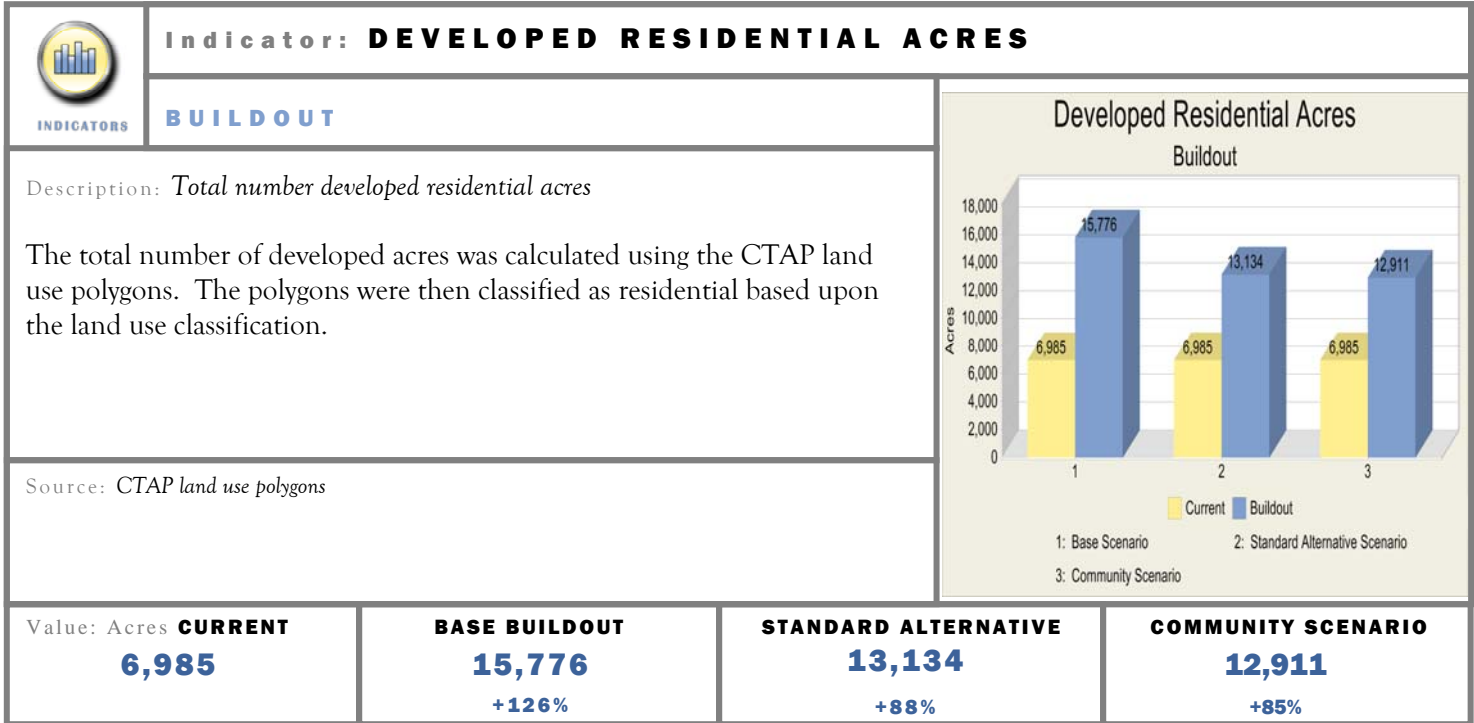 Indicator: DEVELOPED RESIDENTIAL ACRES
INDICATORS
BUILDOUT
Description: Total number developed residential acres
The total number of developed acres was calculated using the CTAP land
use polygons. The polygons were then classified as residential based upon
the land use classification.
Source: CTAP land use polygons
Developed Residential Acres
Buildout
Acres
18,000
16,000
14,000
12,000
10,000
8,000
6,000
4,000
2,000
0
6,985
15,776
6,985
13,134
6,985
12,911
1 2 3
Current Buildout
1: Base Scenario 2: Standard Alternative Scenario
3: Community Scenario
Value: Acres CURRENT
6,985
BASE BUILDOUT
15,776
+126%
STANDARD ALTERNATIVE
13,134
+88%
COMMUNITY SCENARIO
12,911
+85%